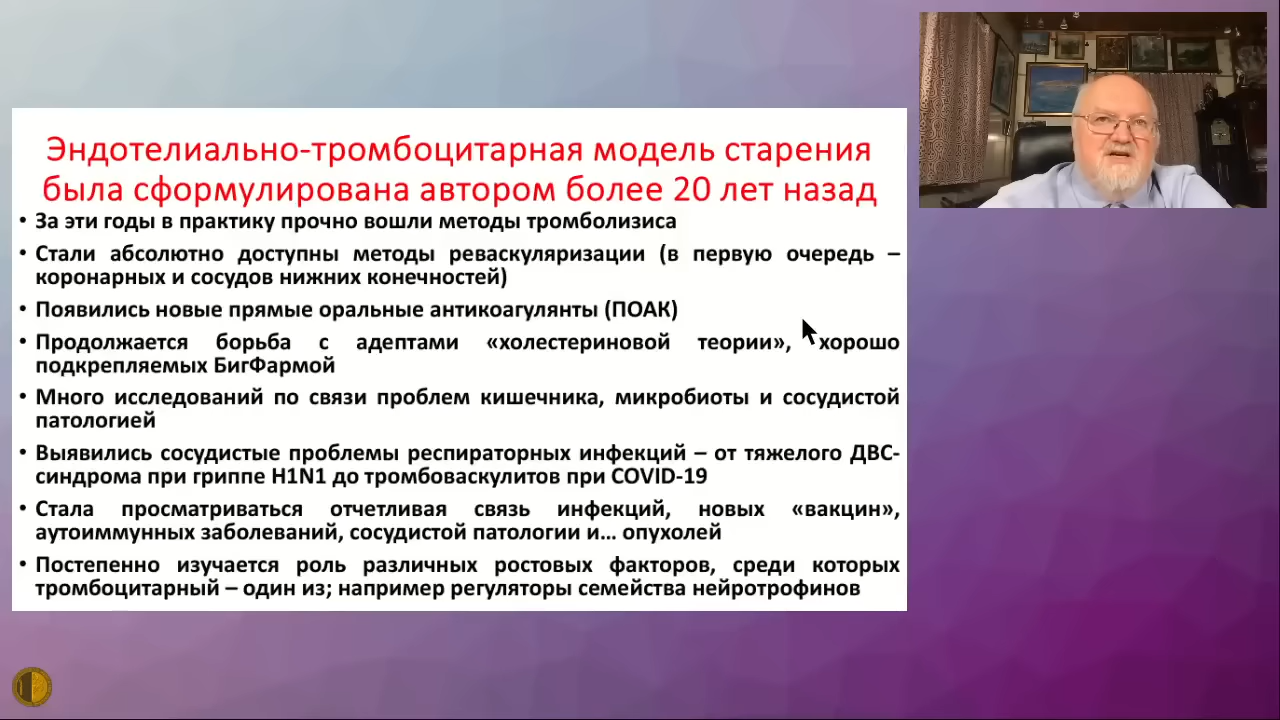 Эндотелиально-тромбоцитарная модель старения
была сформулирована автором более 20 лет назад
• За эти годы в практику прочно вошли методы тромболизиса
• Стали абсолютно доступны методы реваскуляризации (в первую очередь –
коронарных и сосудов нижних конечностей)
• Появились новые прямые оральные антикоагулянты (ПОАК)
• Продолжается борьба с адептами «холестериновой теории», хорошо
подкрепляемых БигФармой
• Много исследований по связи проблем кишечника, микробиоты и сосудистой
патологией
• Выявились сосудистые проблемы респираторных инфекций – от тяжелого ДВС-
синдрома при гриппе H1N1 до тромбоваскулитов при COVID-19
• Стала просматриваться отчетливая связь инфекций, новых «вакцин»,
аутоиммунных заболеваний, сосудистой патологии и… опухолей
• Постепенно изучается роль различных ростовых факторов, среди которых
тромбоцитарный – один из; например регуляторы семейства нейротрофинов